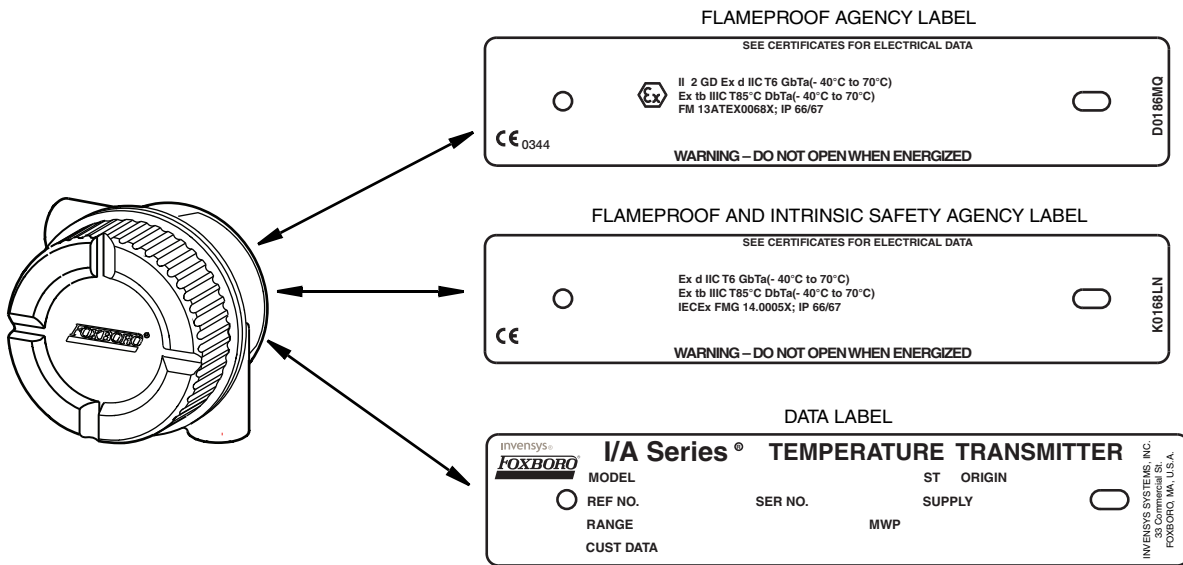 FLAMEPROOF AGENCY LABEL
SEE CERTIFICATES FOR ELECTRICAL DATA
Ex
II 2 GD Ex d IIC T6 GbTa(- 40°C to 70°C)
Ex tb IIIC T85°C DbTa(- 40°C to 70°C)
FM 13ATEX0068X; IP 66/67
CE 0344
WARNING – DO NOT OPEN WHEN ENERGIZED
D0186MQ
FLAMEPROOF AND INTRINSIC SAFETY AGENCY LABEL
SEE CERTIFICATES FOR ELECTRICAL DATA
Ex d IIC T6 GbTa(- 40°C to 70°C)
Ex tb IIIC T85°C DbTa(- 40°C to 70°C)
IECEx FMG 14.0005X; IP 66/67
CE
WARNING – DO NOT OPEN WHEN ENERGIZED
K0168LN
FOXBORO®
DATA LABEL
invensys®
FOXBORO®
I/A Series® TEMPERATURE TRANSMITTER
MODEL ST ORIGIN
REF NO. SER NO. SUPPLY
RANGE MWP
CUST DATA
INVENSYS SYSTEMS, INC.
33 Commercial St.
FOXBORO, MA, U.S.A.